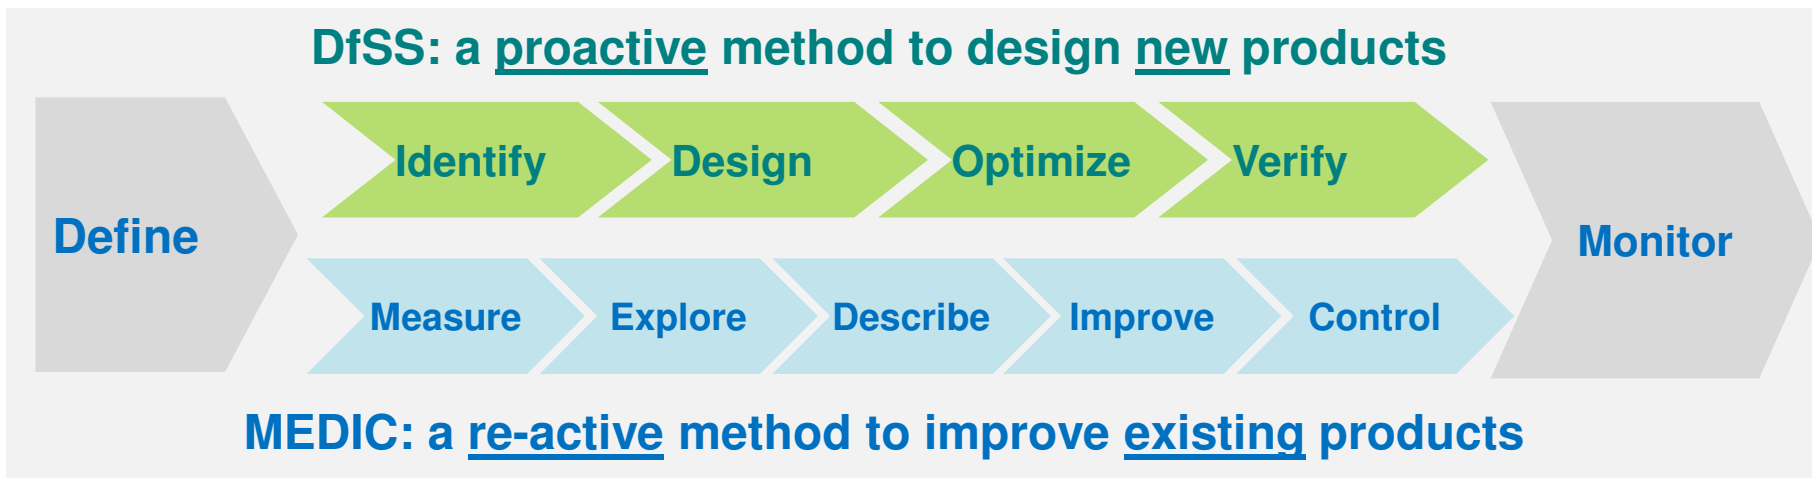 DfSS: a proactive method to design new products
Define
Identify
Design
Optimize
Verify
Measure
Explore
Describe
Improve
Control
Monitor
MEDIC: a re-active method to improve existing products